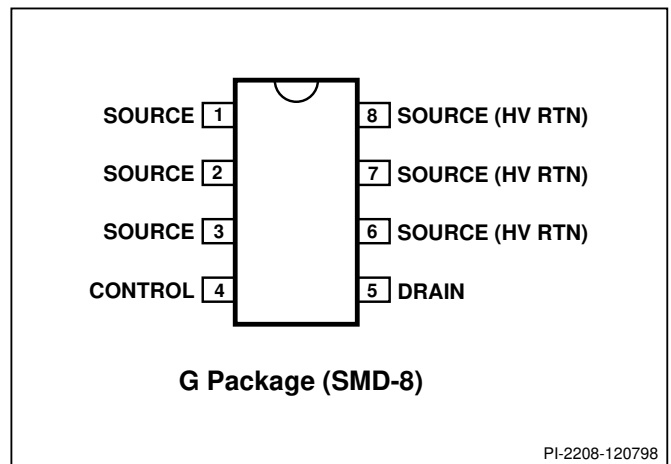 SOURCE 1 8 SOURCE (HV RTN)
SOURCE 2 7 SOURCE (HV RTN)
SOURCE 3 6 SOURCE (HV RTN)
CONTROL 4 5 DRAIN
G Package (SMD-8)
PI-2208-120798